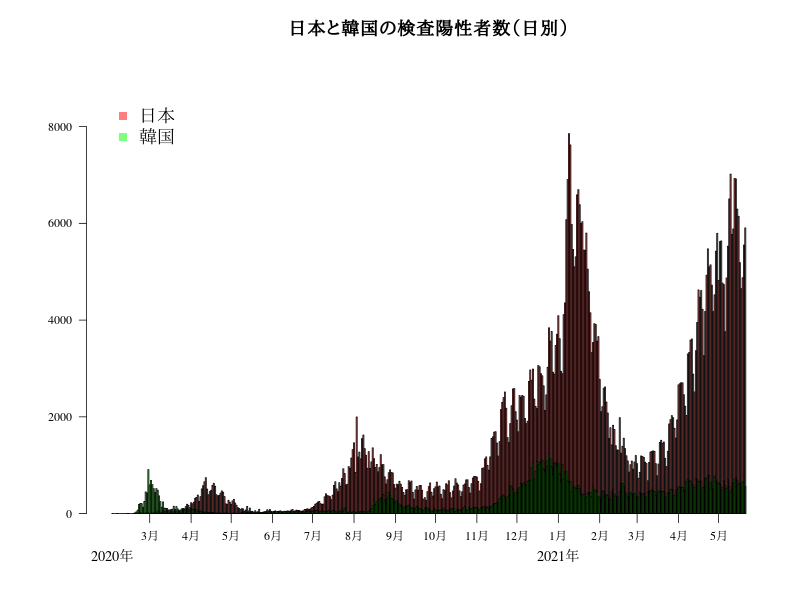 日本と韓国の検査陽性者数（日別）
日本
韓国
8000
6000
4000
2000
0
3月 4月 5月 6月 7月 8月 9月 10月 11月 12月 1月 2月 3月 4月 5月
2020年 2021年